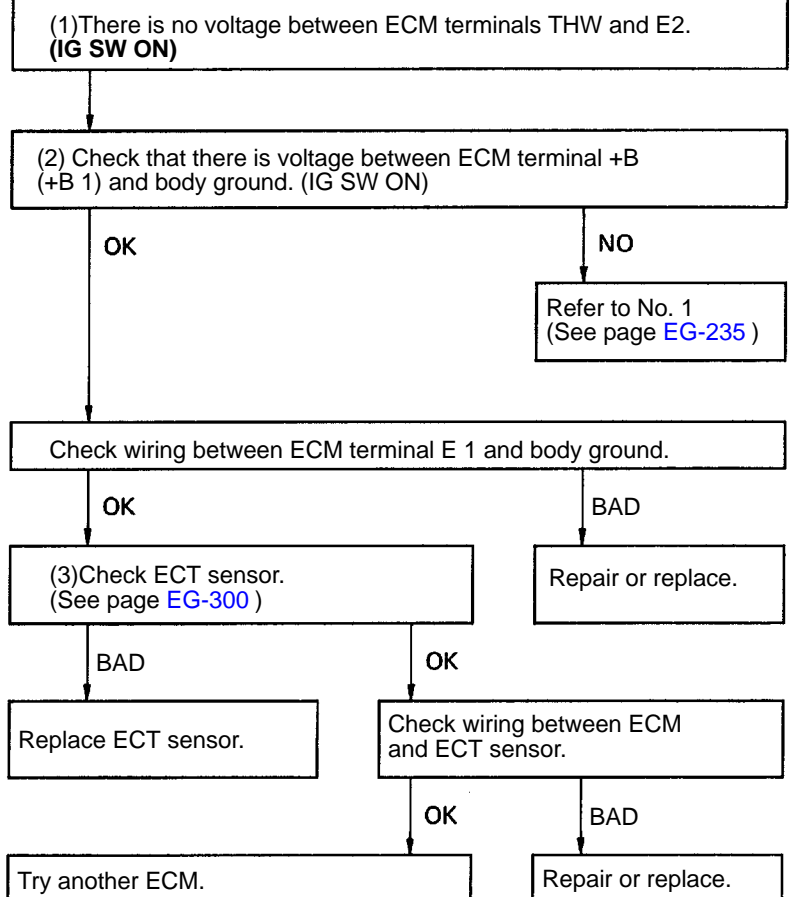 (1)There is no voltage between ECM terminals THW and E2.
(IG SW ON)
(2) Check that there is voltage between ECM terminal +B
(+B 1) and body ground. (IG SW ON)
OK
NO
Refer to No. 1
(See page EG-235 )
Check wiring between ECM terminal E 1 and body ground.
OK
BAD
(3)Check ECT sensor.
(See page EG-300 )
Repair or replace.
BAD
OK
Replace ECT sensor.
Check wiring between ECM
and ECT sensor.
OK
BAD
Try another ECM.
Repair or replace.